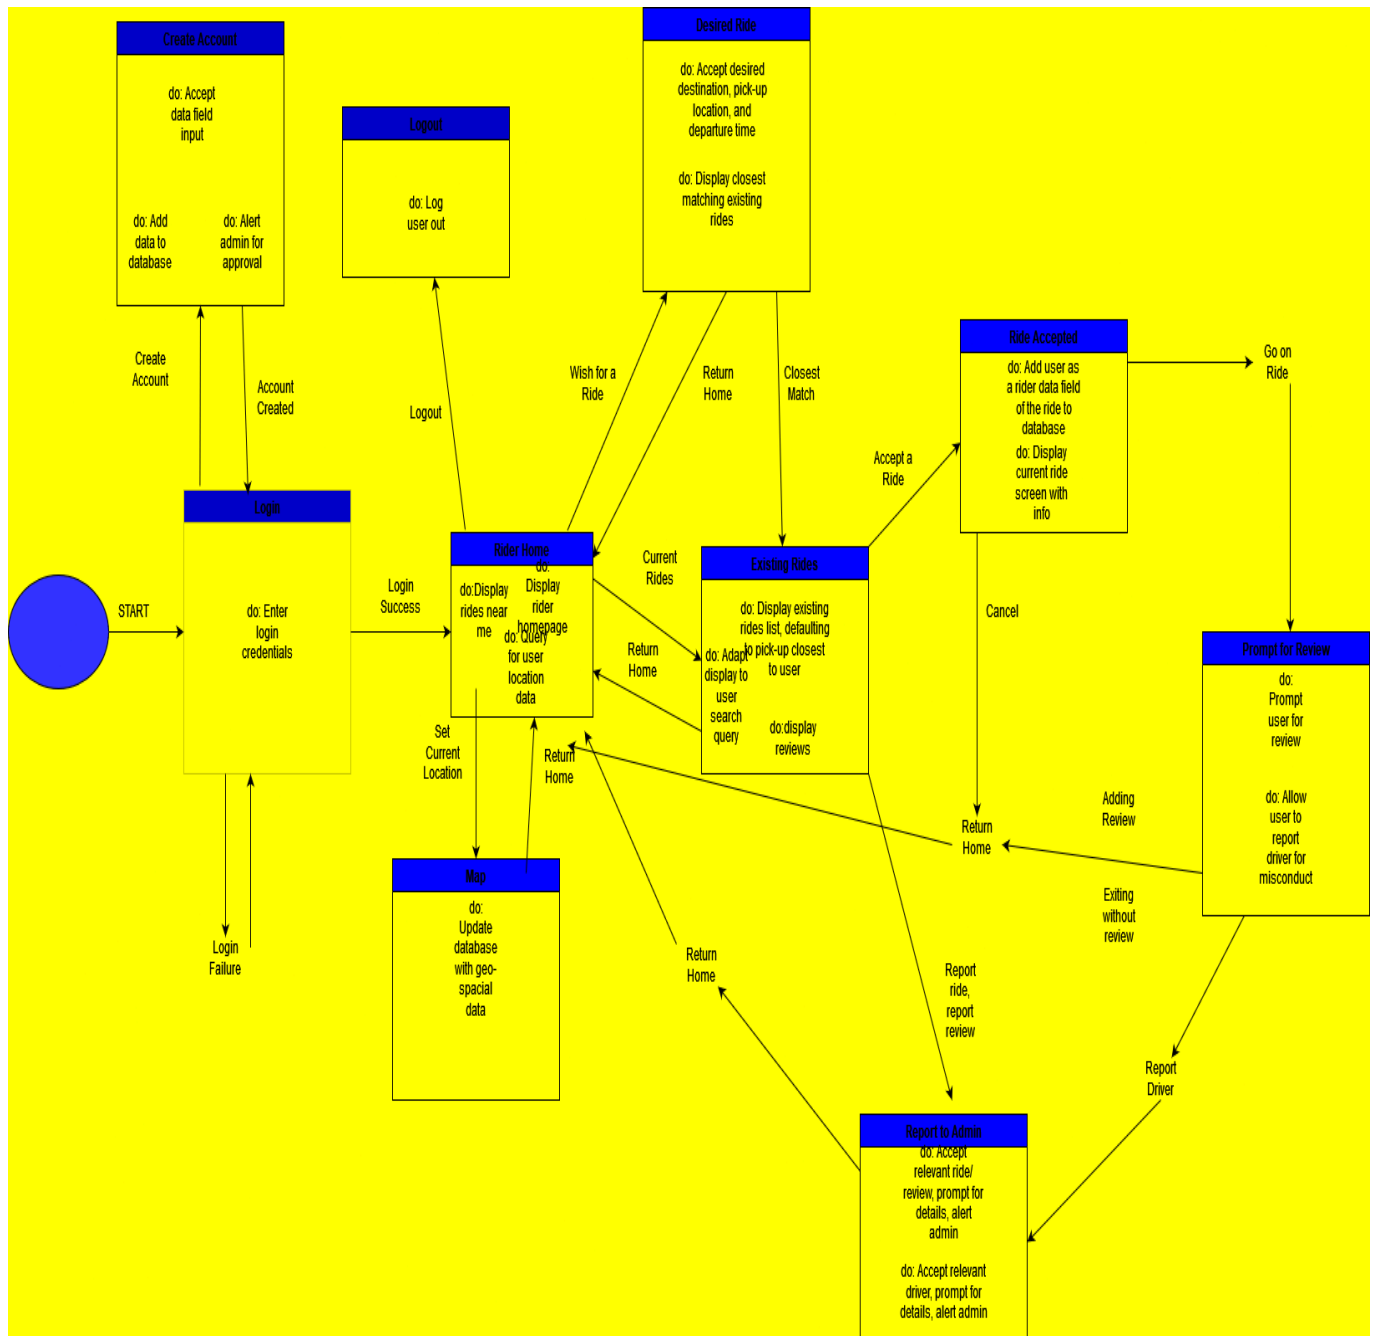 Create Account
do: Accept
data field
input
do: Add
data to
database
do: Alert
admin for
approval
Logout
do: Log
user out
Desired Ride
do: Accept desired
destination, pick-up
location, and
departure time
do: Display closest
matching existing
rides
Create
Account
Account
Created
Logout
Wish for a
Ride
Return
Home
Closest
Match
Ride Accepted
do: Add user as
a rider data field
of the ride to
database
do: Display
current ride
screen with
info
Go on
Ride
Accept a
Ride
Login
do: Enter
login
credentials
START
Login
Success
Rider Home
do:Display
rides near
me
do:
Display
rider
homepage
do: Query
for user
location
data
Current
Rides
Return
Home
Existing Rides
do: Display existing
rides list, defaulting
to pick-up closest
to user
do: Adapt
display to
user
search
query
do:display
reviews
Cancel
Prompt for Review
do:
Prompt
user for
review
do: Allow
user to
report
driver for
misconduct
Set
Current
Location
Return
Home
Return
Home
Adding
Review
Exiting
without
review
Map
do:
Update
database
with geo-
spacial
data
Login
Failure
Return
Home
Report
ride,
report
review
Report
Driver
Report to Admin
do: Accept
relevant ride/
review, prompt for
details, alert
admin
do: Accept relevant
driver, prompt for
details, alert admin